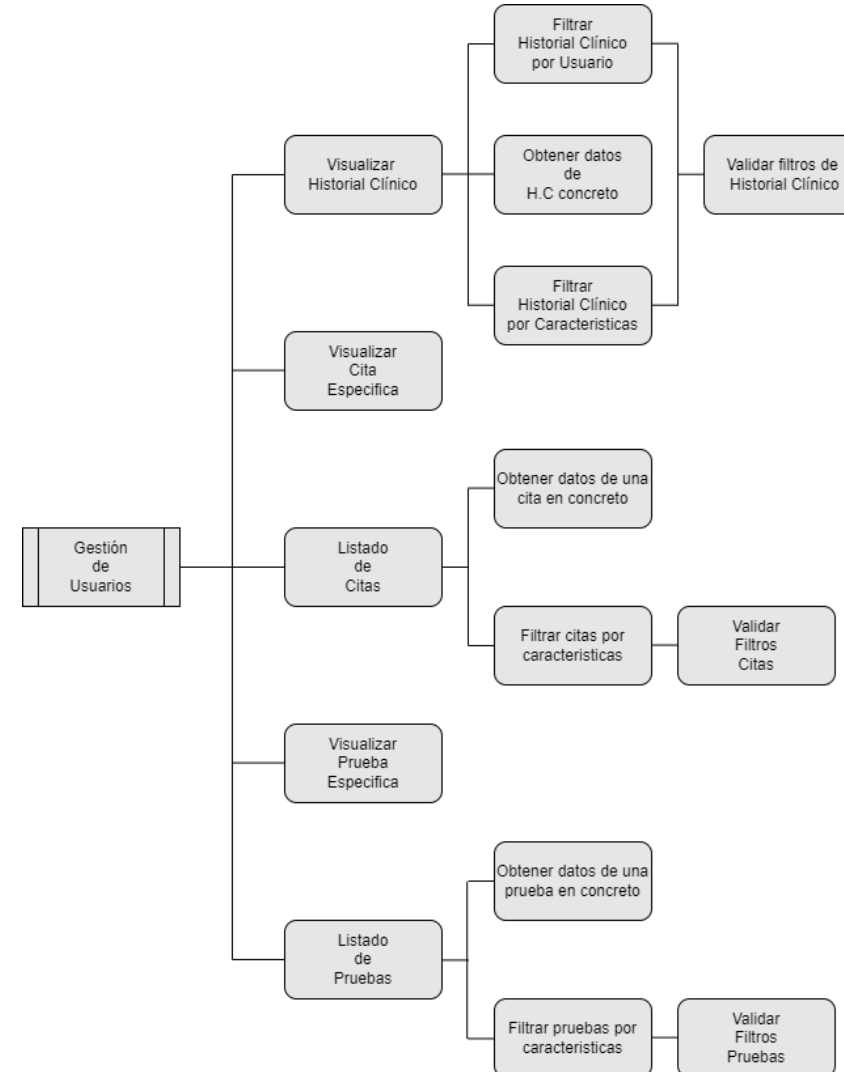 Filtrar
Historial Clínico
por Usuario
Visualizar
Historial Clínico
Obtener datos
de
H.C concreto
Validar filtros de
Historial Clínico
Filtrar
Historial Clínico
por Caracteristicas
Visualizar
Cita
Especifica
Obtener datos de una
cita en concreto
Gestión
de
Usuarios
Listado
de
Citas
Filtrar citas por
caracteristicas
Validar
Filtros
Citas
Visualizar
Prueba
Especifica
Obtener datos de una
prueba en concreto
Listado
de
Pruebas
Filtrar pruebas por
caracteristicas
Validar
Filtros
Pruebas